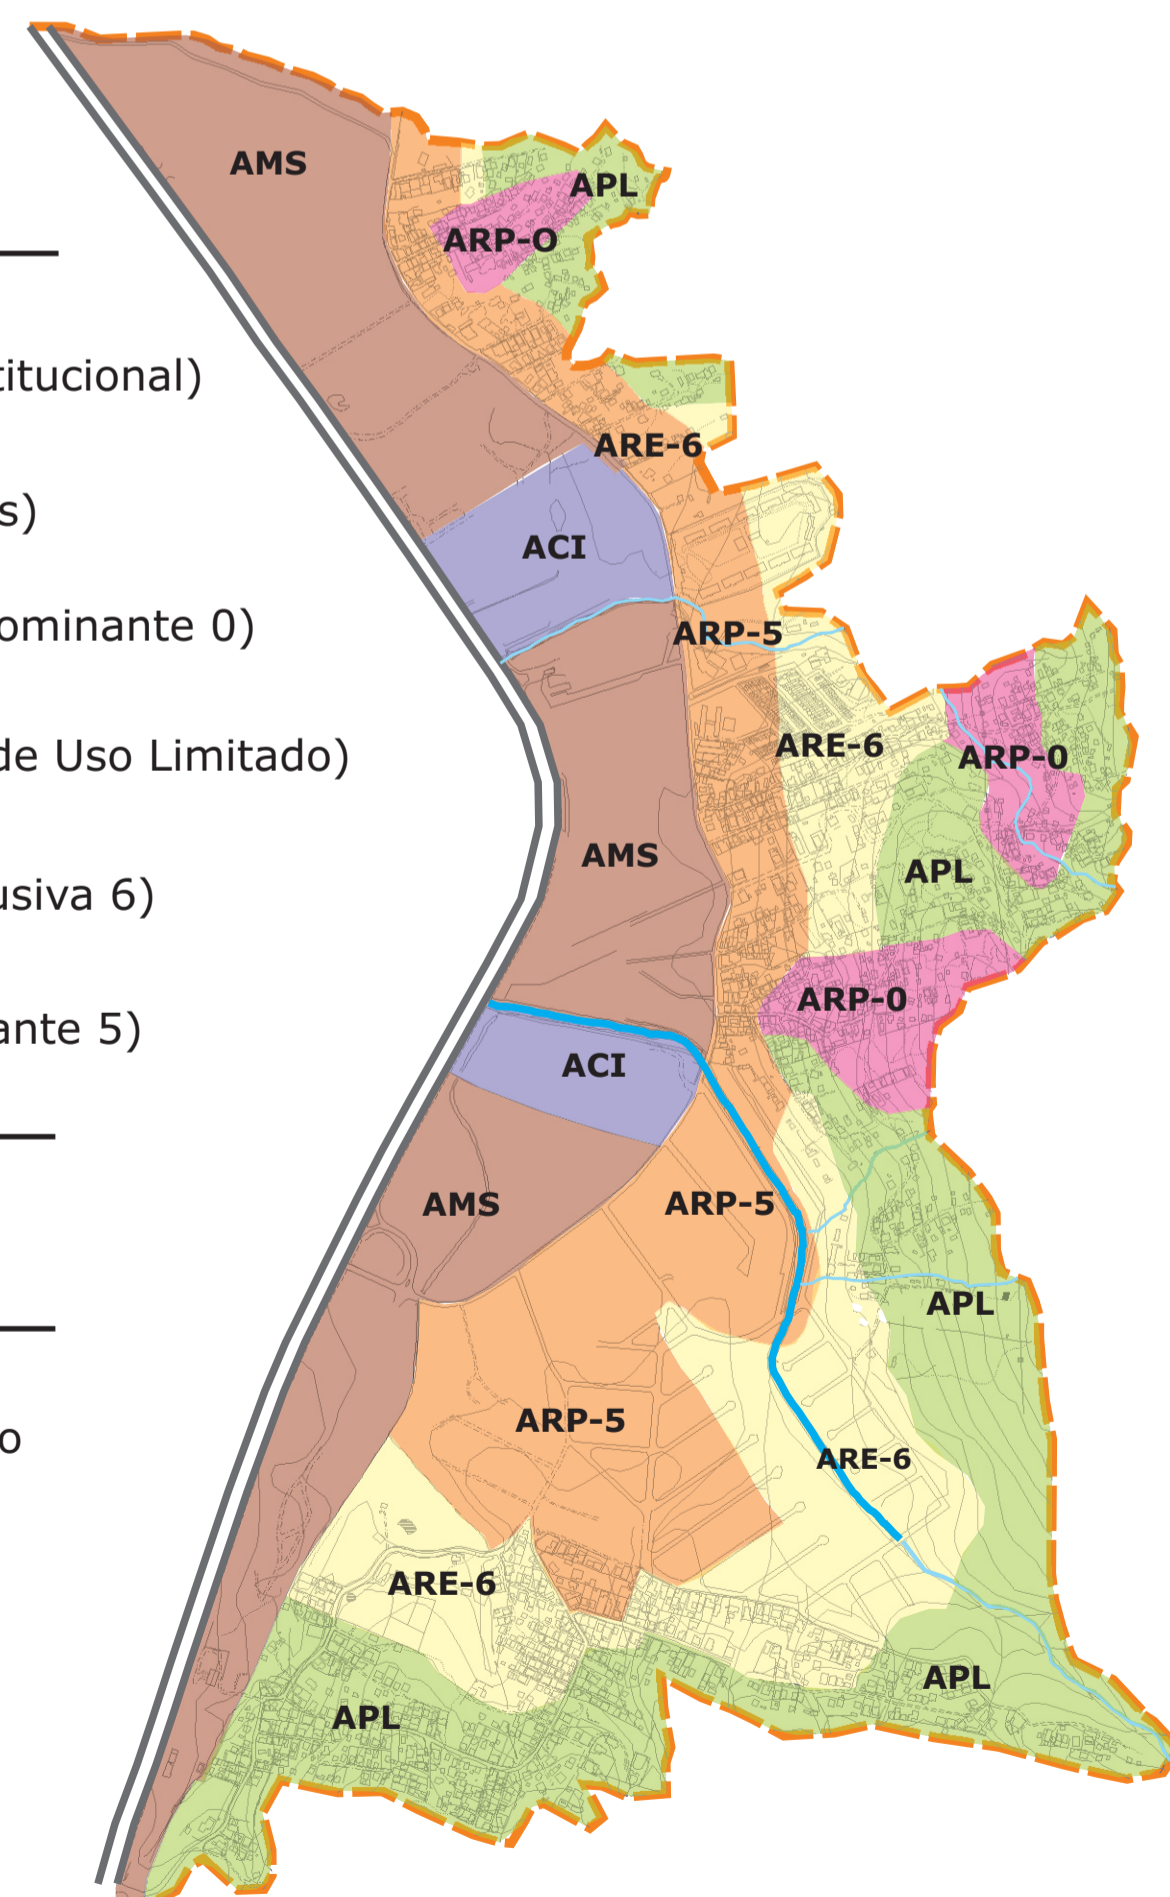 AMS
APL
ARP-O
titucional)
ARE-6
s)
ACI
ominante 0)
ARP-5
ARE-6
ARP-0
de Uso Limitado)
AMS
APL
usiva 6)
ARP-0
ante 5)
ACI
AMS
ARP-5
APL
ARP-5
o
ARE-6
ARE-6
APL
APL